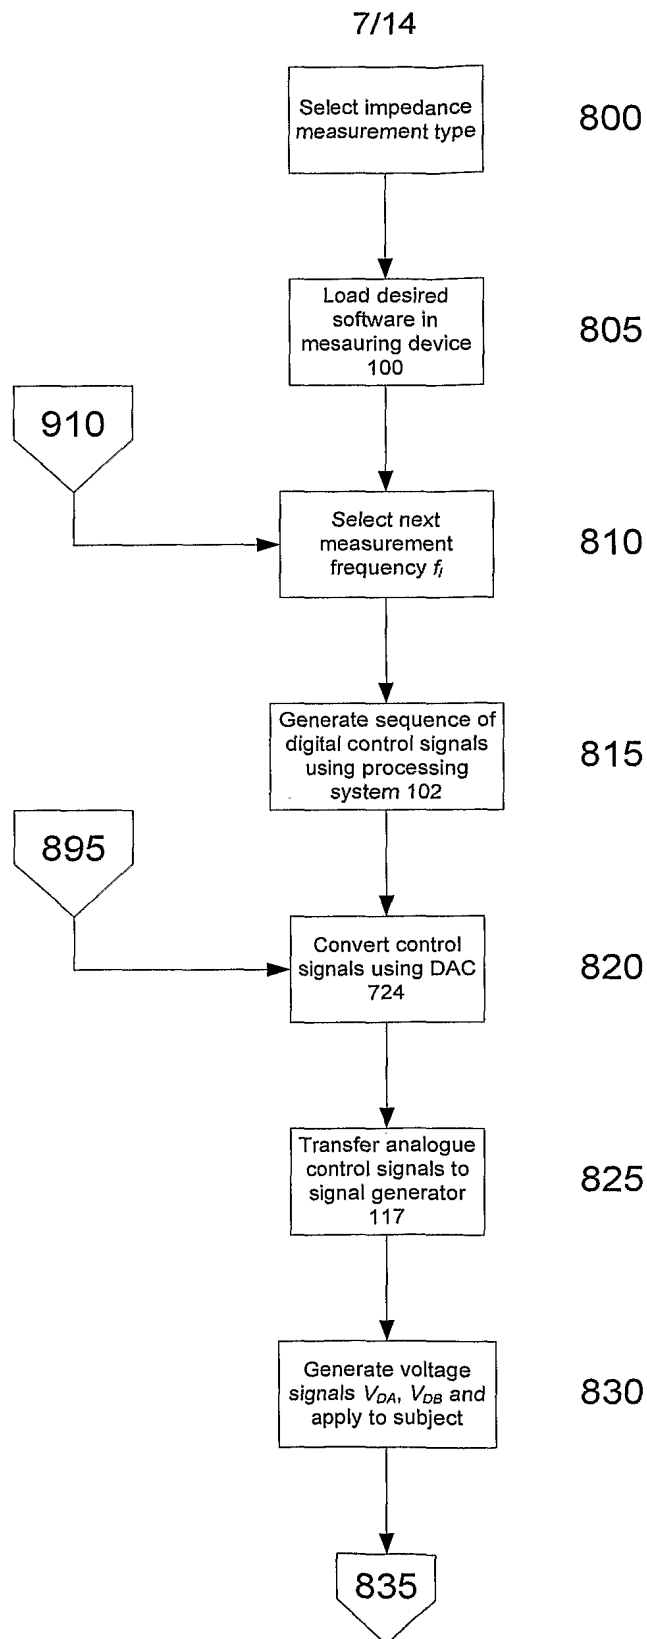 7/14
Select impedance
measurement type
800
Load desired
software in
mesauring device
100
805
910
Select next
measurement
frequency fi
810
Generate sequence of
digital control signals
using processing
system 102
815
895
Convert control
signals using DAC
724
820
Transfer analogue
control signals to
signal generator
117
825
Generate voltage
signals VDA, VDB and
apply to subject
830
835